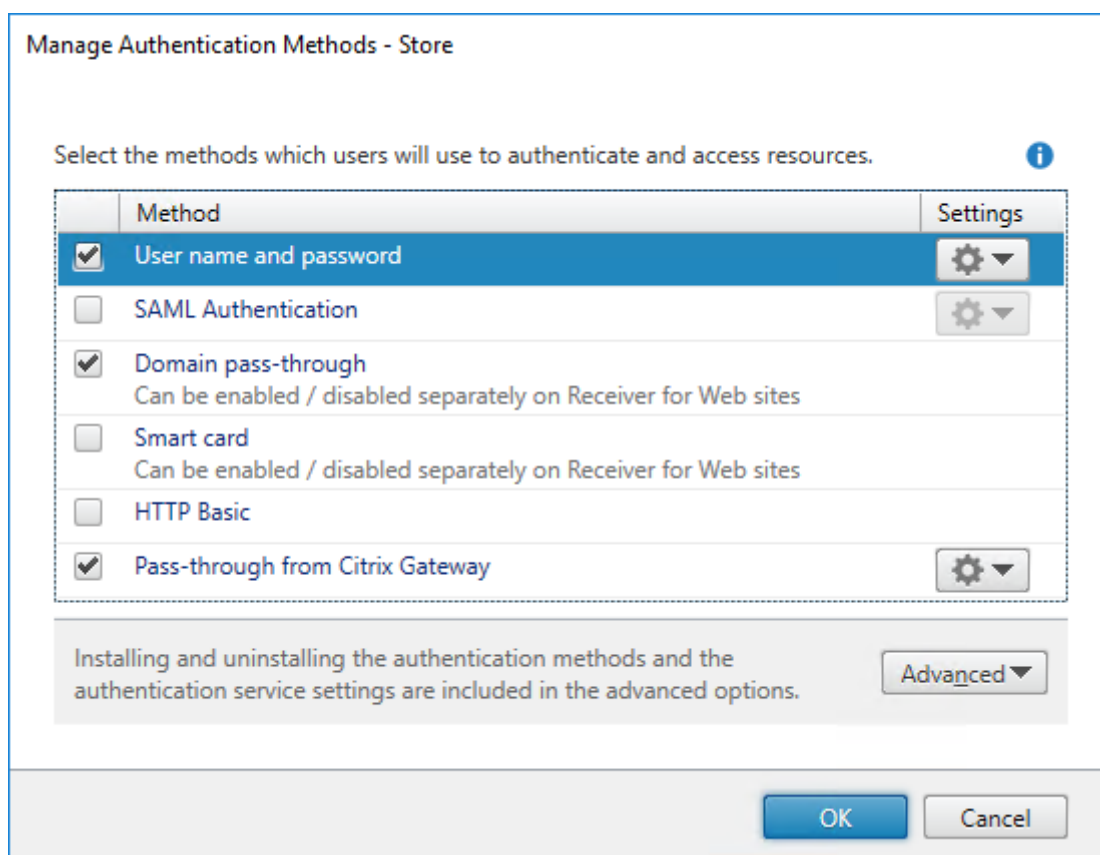 Manage Authentication Methods - Store
Select the methods which users will use to authenticate and access resources.
Method Settings
User name and password
SAML Authentication
Domain pass-through
Can be enabled / disabled separately on Receiver for Web sites
Smart card
Can be enabled / disabled separately on Receiver for Web sites
HTTP Basic
Pass-through from Citrix Gateway
Installing and uninstalling the authentication methods and the
authentication service settings are included in the advanced options.
Advanced
OK Cancel